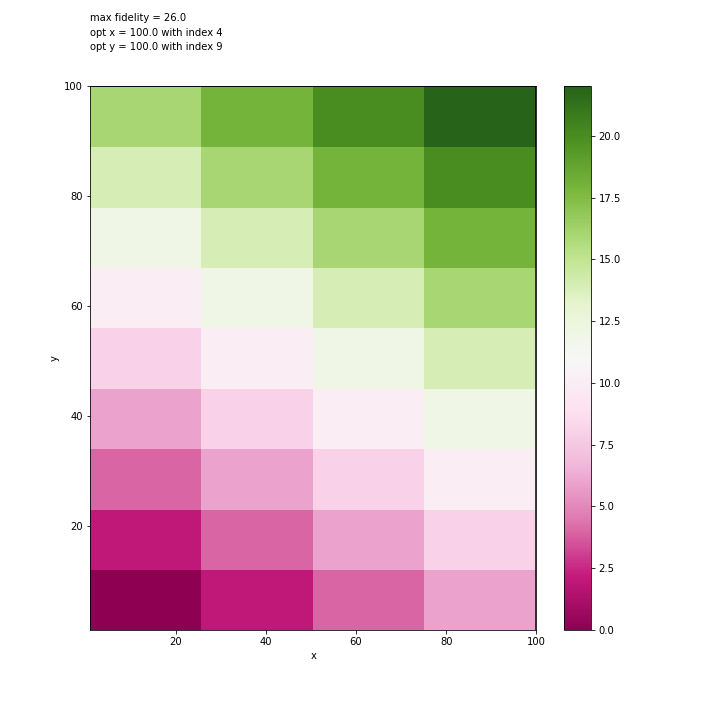 max fidelity = 26.0
opt x = 100.0 with index 4
opt y = 100.0 with index 9
100
80
60
40
20
y
20 40 60 80 100
x
20.0
17.5
15.0
12.5
10.0
7.5
5.0
2.5
0.0